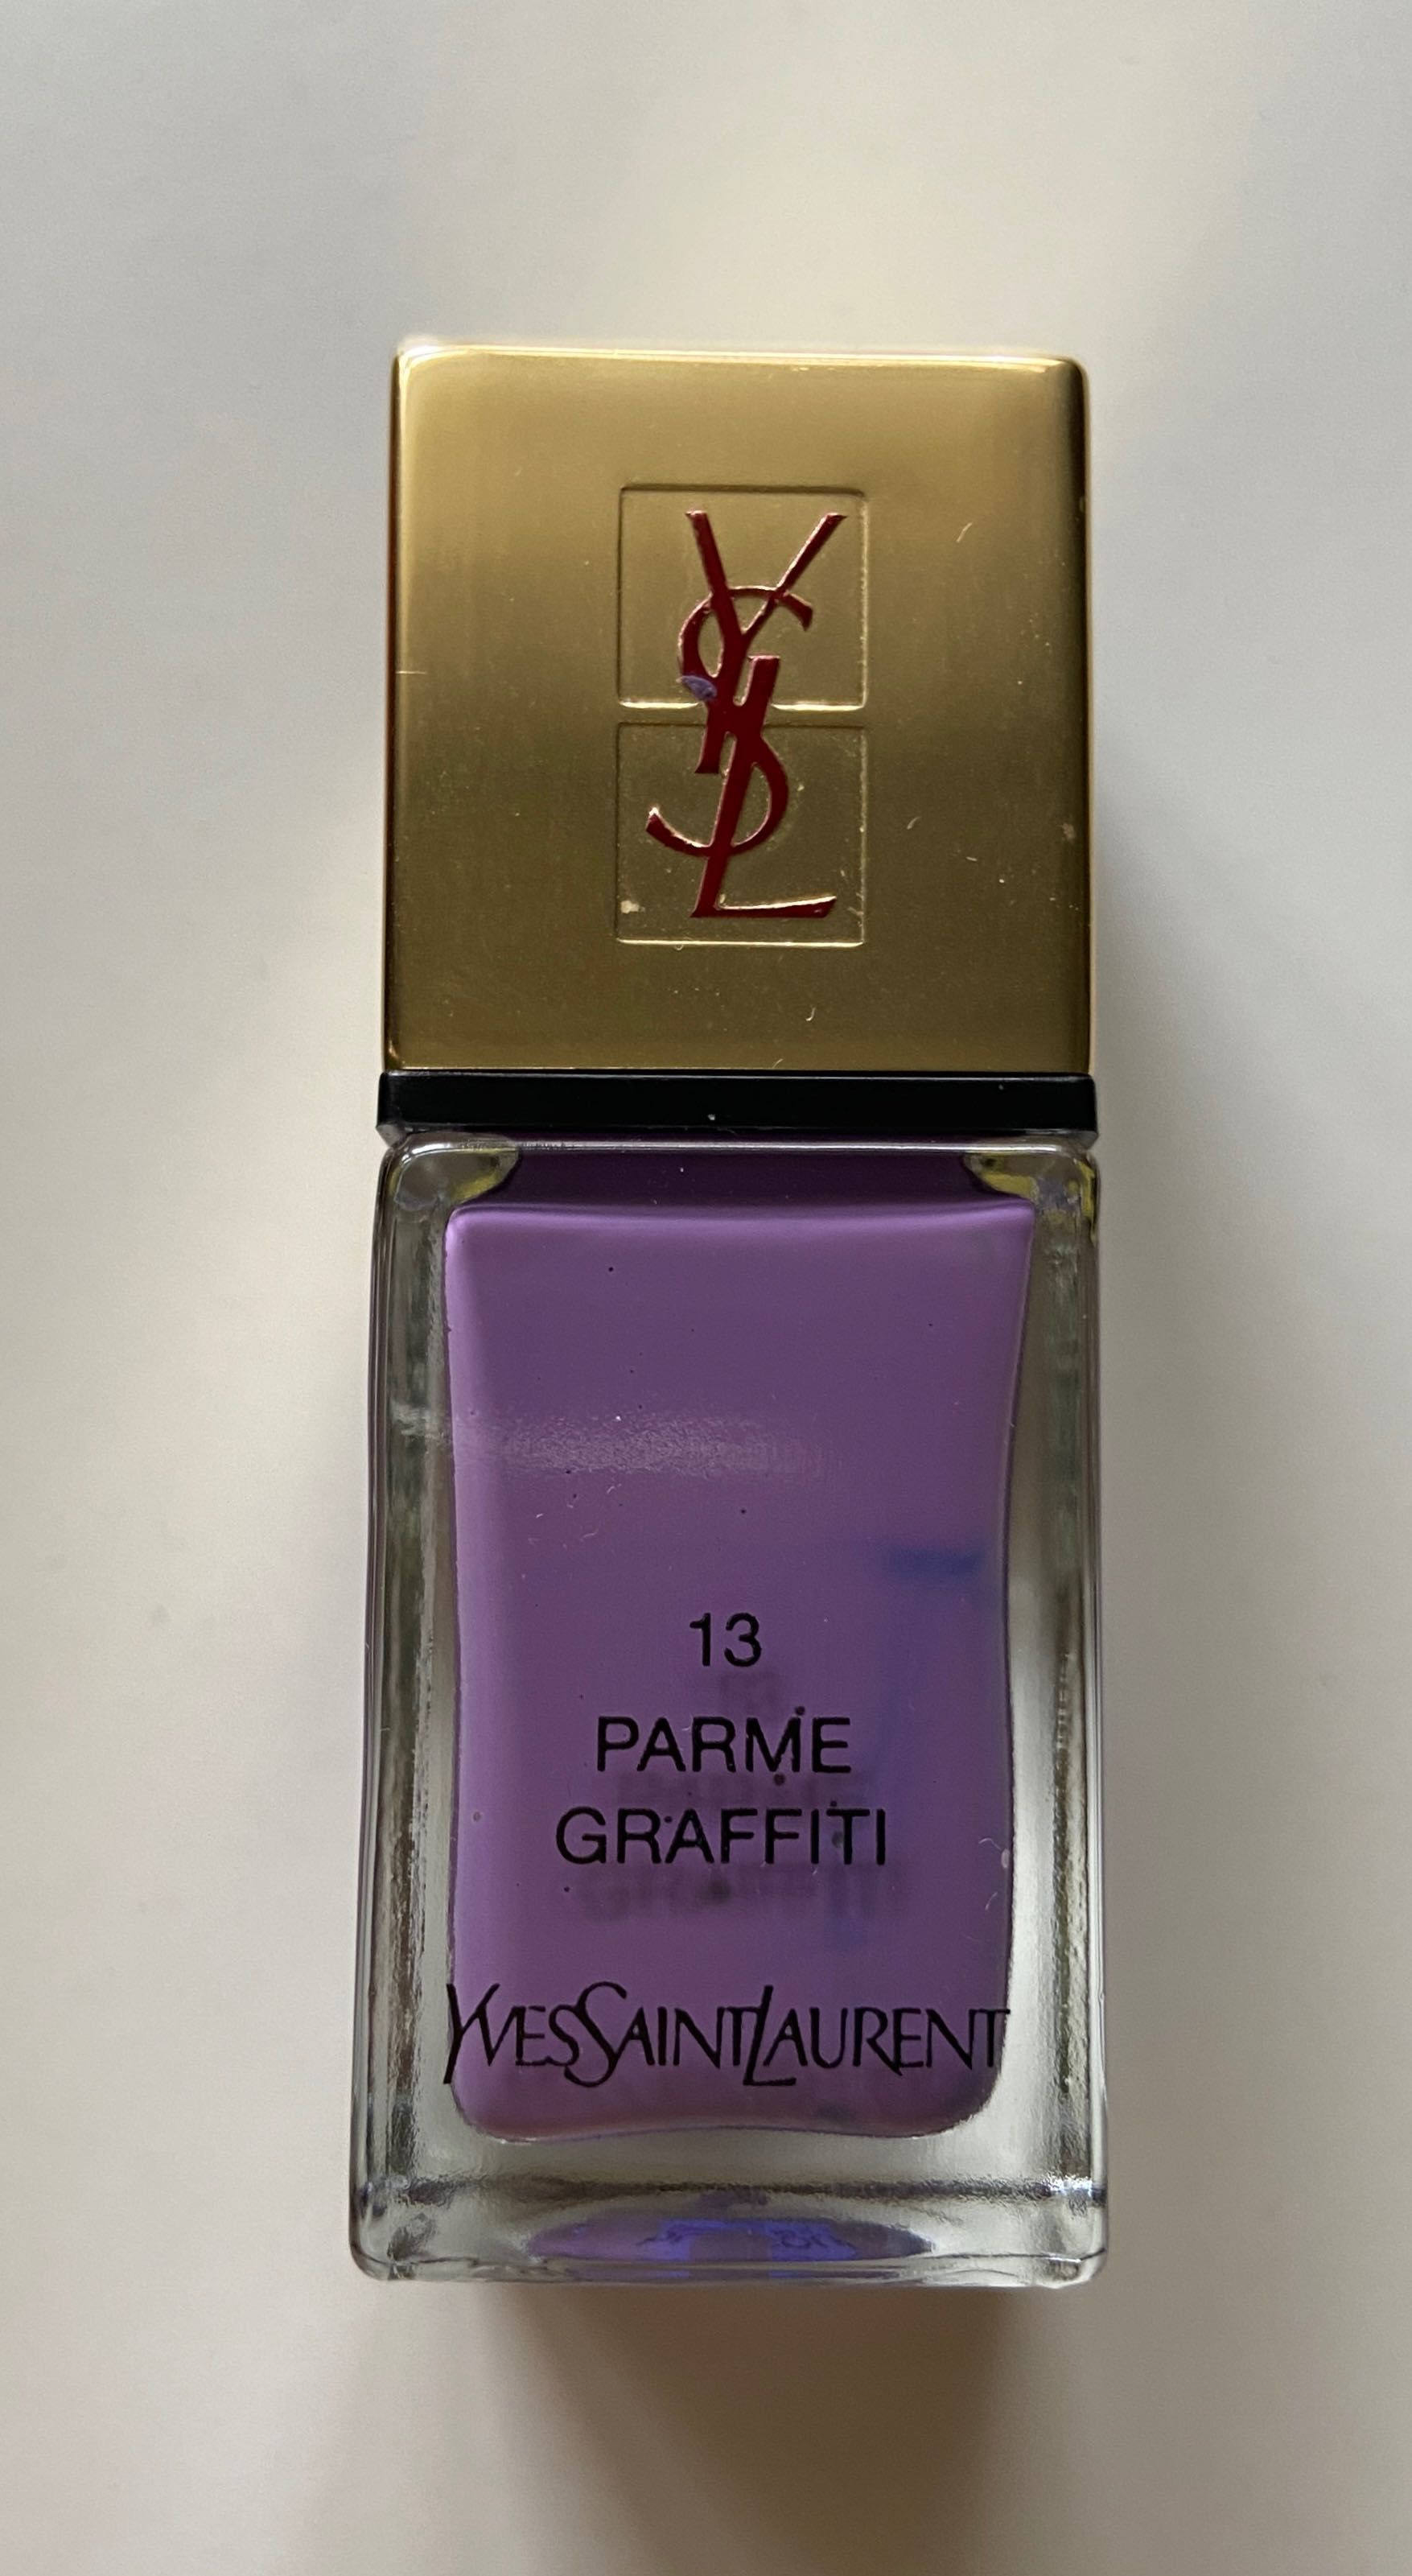 YSL
13
PARME
GRAFFITI
YVESSAINTLAURENT